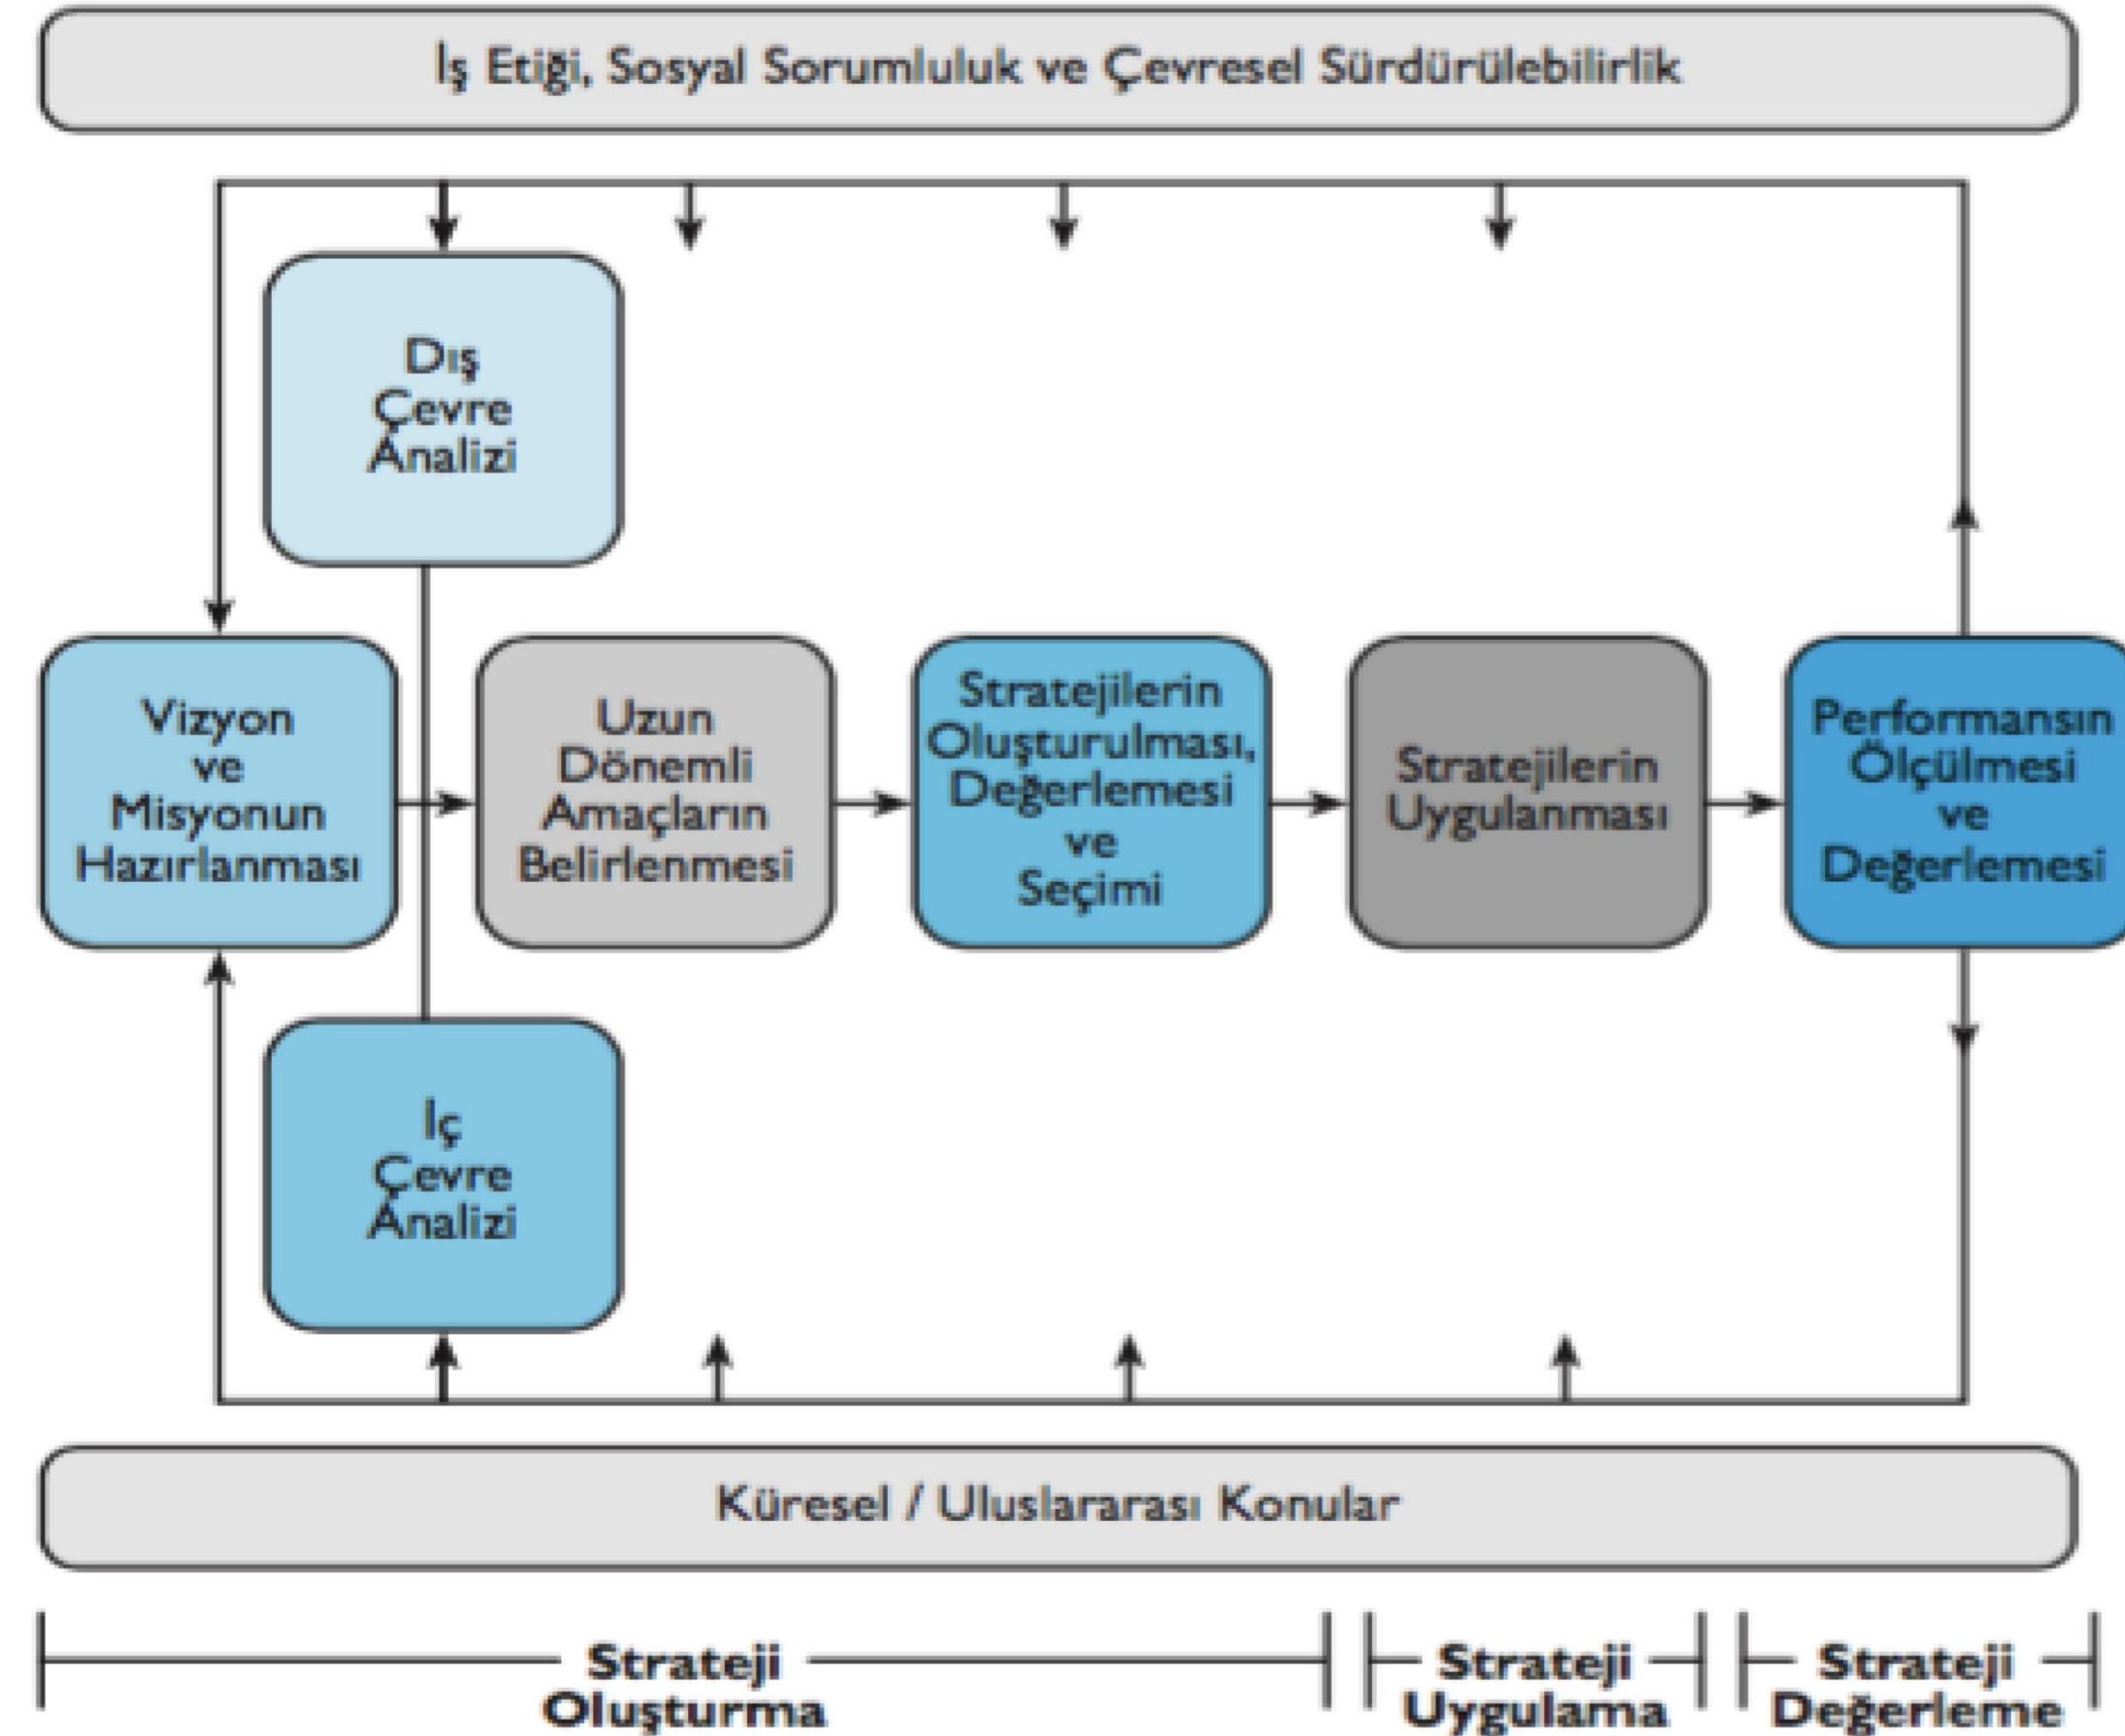 İş Etiği, Sosyal Sorumluluk ve Çevresel Sürdürülebilirlik
Dış
Çevre
Analizi
Vizyon
ve
Misyonun
Hazırlanması
Uzun
Dönemli
Amaçların
Belirlenmesi
Stratejilerin
Oluşturulması,
Değerlemesi
ve
Seçimi
Stratejilerin
Uygulanması
Performansın
Ölçülmesi
ve
Değerlemesi
İç
Çevre
Analizi
Küresel / Uluslararası Konular
Strateji
Oluşturma
Strateji
Uygulama
Strateji
Değerleme